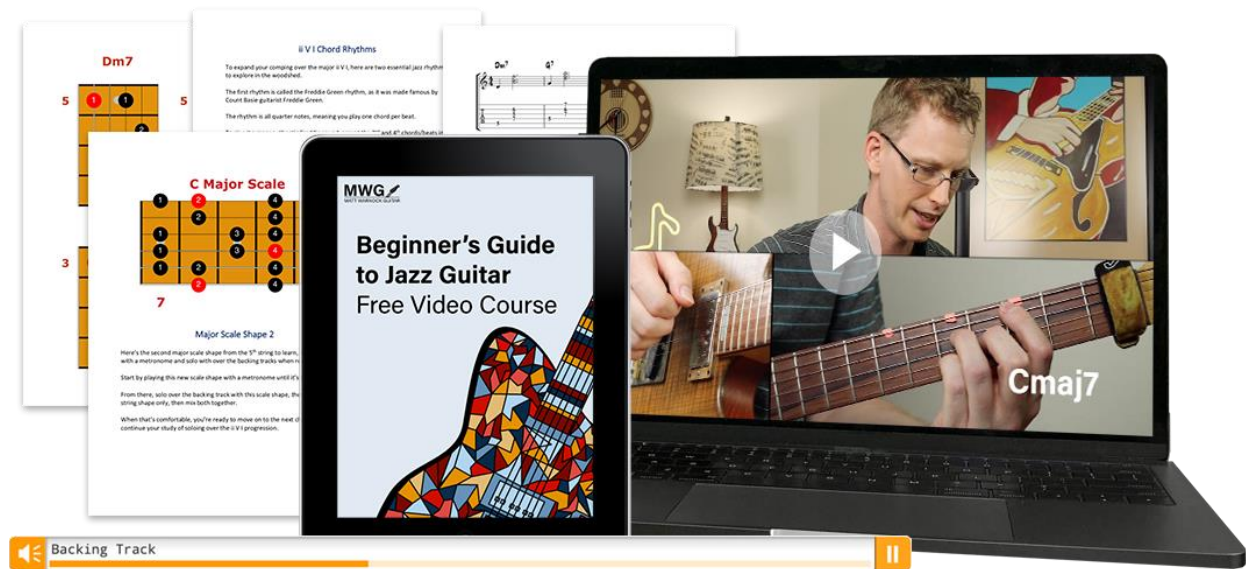 Dm7
5
5
3
ii V I Chord Rhythms
To expand your comping over the major ii V I, here are two essential jazz rhythm
to explore in the woodshed.
The first rhythm is called the Freddie Green rhythm, as it was made famous by
Count Basie guitarist Freddie Green.
The rhythm is all quarter notes, meaning you play one chord per beat.
and 4th chords/beats in
Dm7 G7
C Major Scale
7
Major Scale Shape 2
Here's the second major scale shape from the 5th string to learn,
with a metronome and solo with over the backing tracks when
Start by playing this new scale shape with a metronome until it's
From there, solo over the backing track with this scale shape, the
string shape only, then mix both together.
When that's comfortable, you're ready to move on to the next
continue your study of soloing over the ii V I progression.
MWG
MATT WARNOCK GUITAR
Beginner's Guide
to Jazz Guitar
Free Video Course
Cmaj7
Backing Track